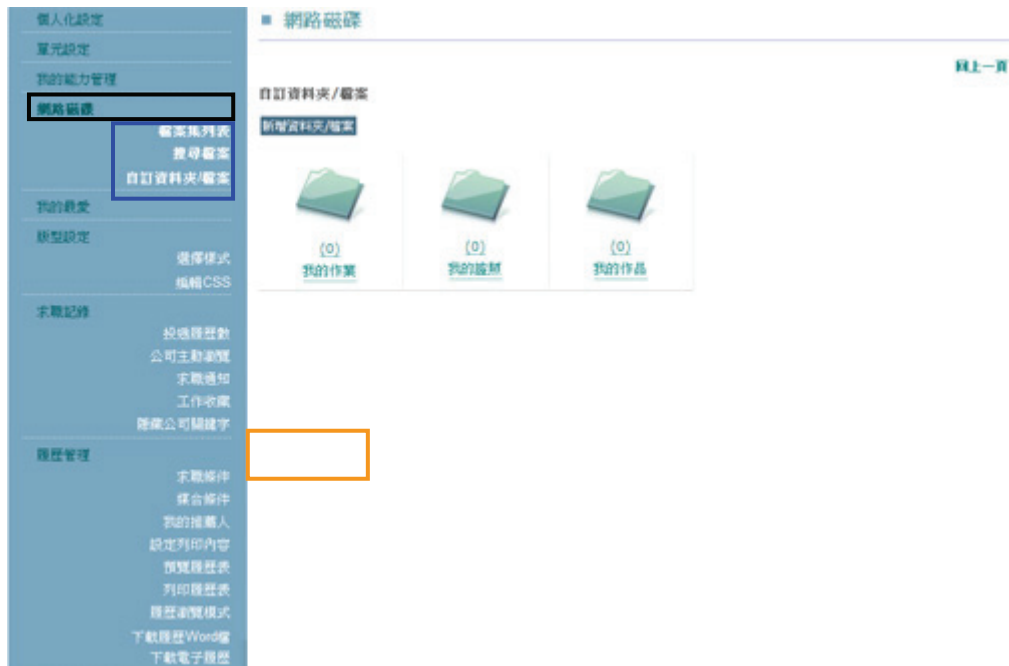 個人化設定
單元設定
我的能力管理
網路磁碟
檔案集列表
搜尋檔案
自訂資料夾/檔案
我的最愛
版型設定
選擇樣式
編輯CSS
求職記錄
投遞履歷數
公司主動瀏覽
求職通知
工作收藏
隱藏公司關鍵字
履歷管理
求職條件
媒合條件
我的推薦人
設定列印內容
預覽履歷表
列印履歷表
履歷瀏覽模式
下載履歷Word檔
下載電子履歷
網路磁碟
回上一頁
自訂資料夾/檔案
新增資料夾/檔案
(0)
我的作業
(0)
(0)
我的作品